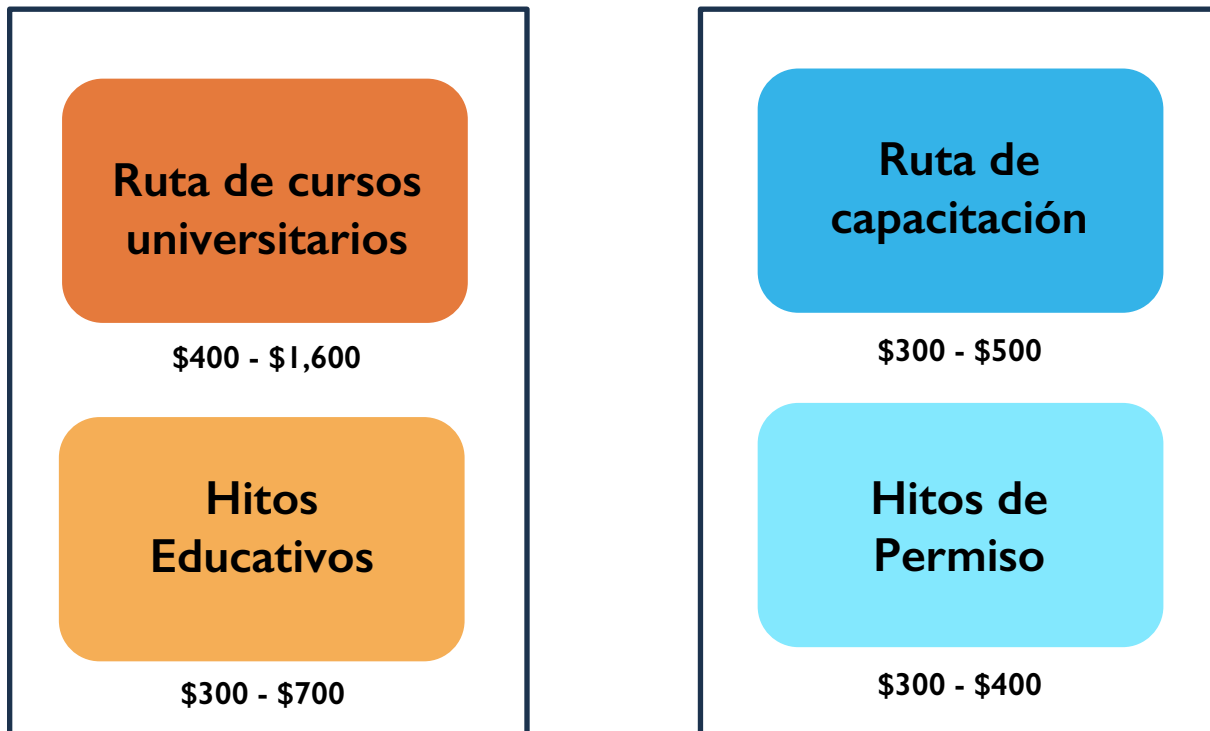 Ruta de cursos
universitarios
$400 - $1,600
Hitos
Educativos
$300 - $700
Ruta de
capacitación
$300 - $500
Hitos de
Permiso
$300 - $400